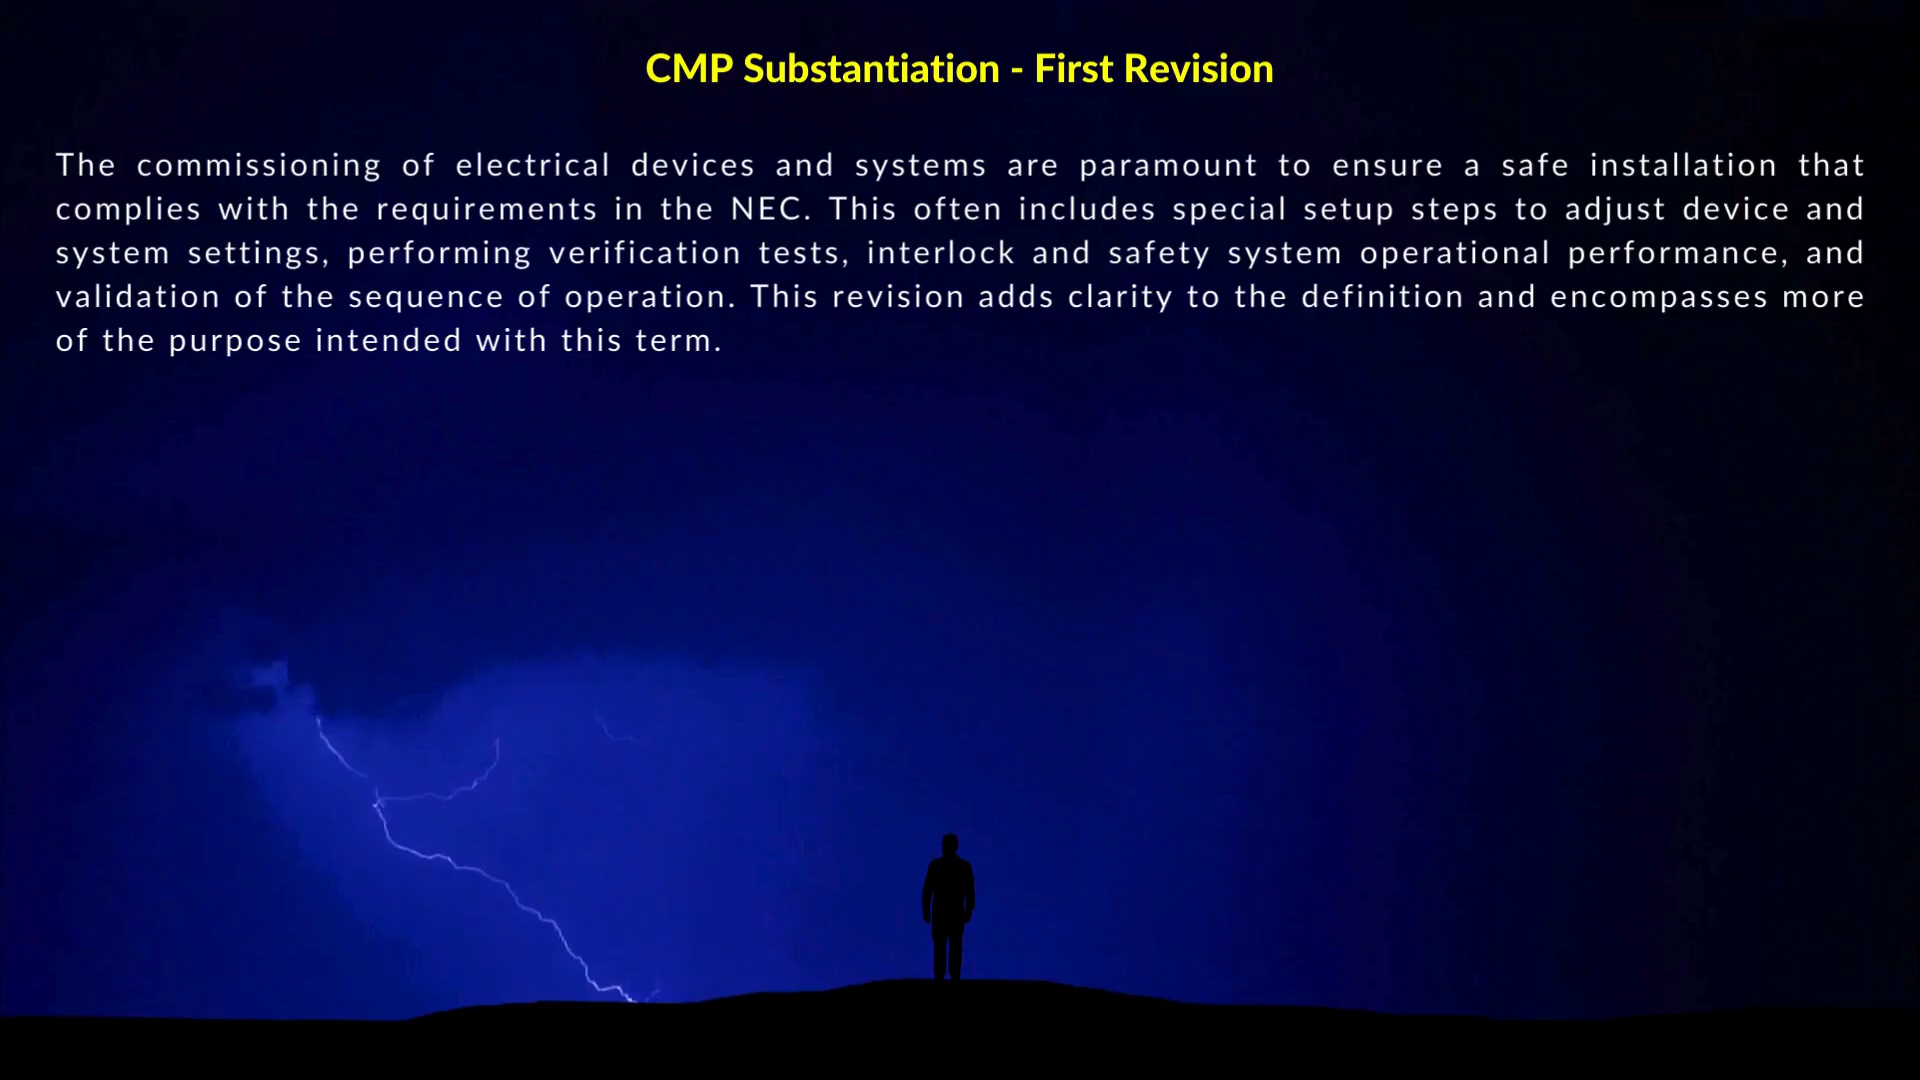 CMP Substantiation - First Revision
The commissioning of electrical devices and systems are paramount to ensure a safe installation that
complies with the requirements in the NEC. This often includes special setup steps to adjust device and
system settings, performing verification tests, interlock and safety system operational performance, and
validation of the sequence of operation. This revision adds clarity to the definition and encompasses more
of the purpose intended with this term.